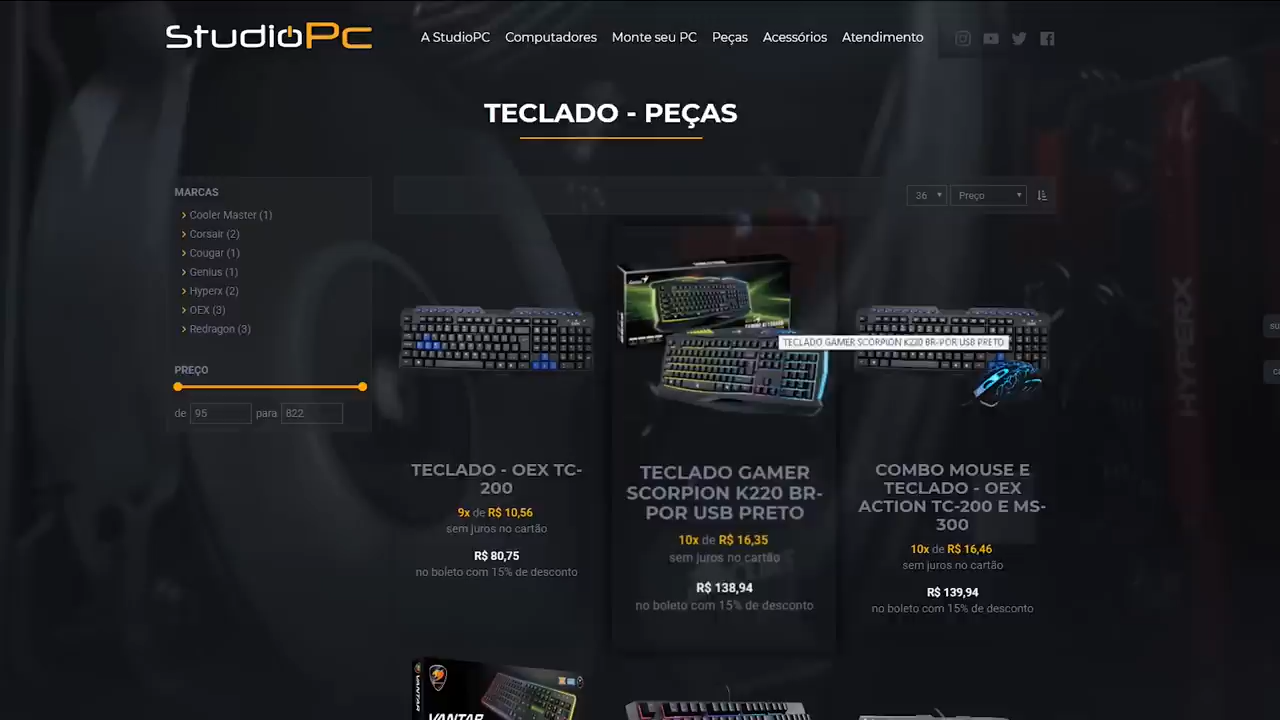 StudioPc
A StudioPC
Computadores
Monte seu PC
Peças
Acessórios
Atendimento
TECLADO - PEÇAS
MARCAS
Cooler Master (1)
Corsair (2)
Cougar (1)
Genius (1)
Hyperx (2)
OEX (3)
Redragon (3)
PREÇO
de 95 para 822
36
Preço
TECLADO GAMER SCORPION K220 BR-POR USB PRETO
TECLADO - OEX TC-
200
9x de R$ 10,56
sem juros no cartão
R$ 80,75
no boleto com 15% de desconto
TECLADO GAMER
SCORPION K220 BR-
POR USB PRETO
10x de R$ 16,35
sem juros no cartão
R$ 138,94
no boleto com 15% de desconto
COMBO MOUSE E
TECLADO - OEX
ACTION TC-200 E MS-
300
10x de R$ 16,46
sem juros no cartão
R$ 139,94
no boleto com 15% de desconto
HYPERX
VANTAR